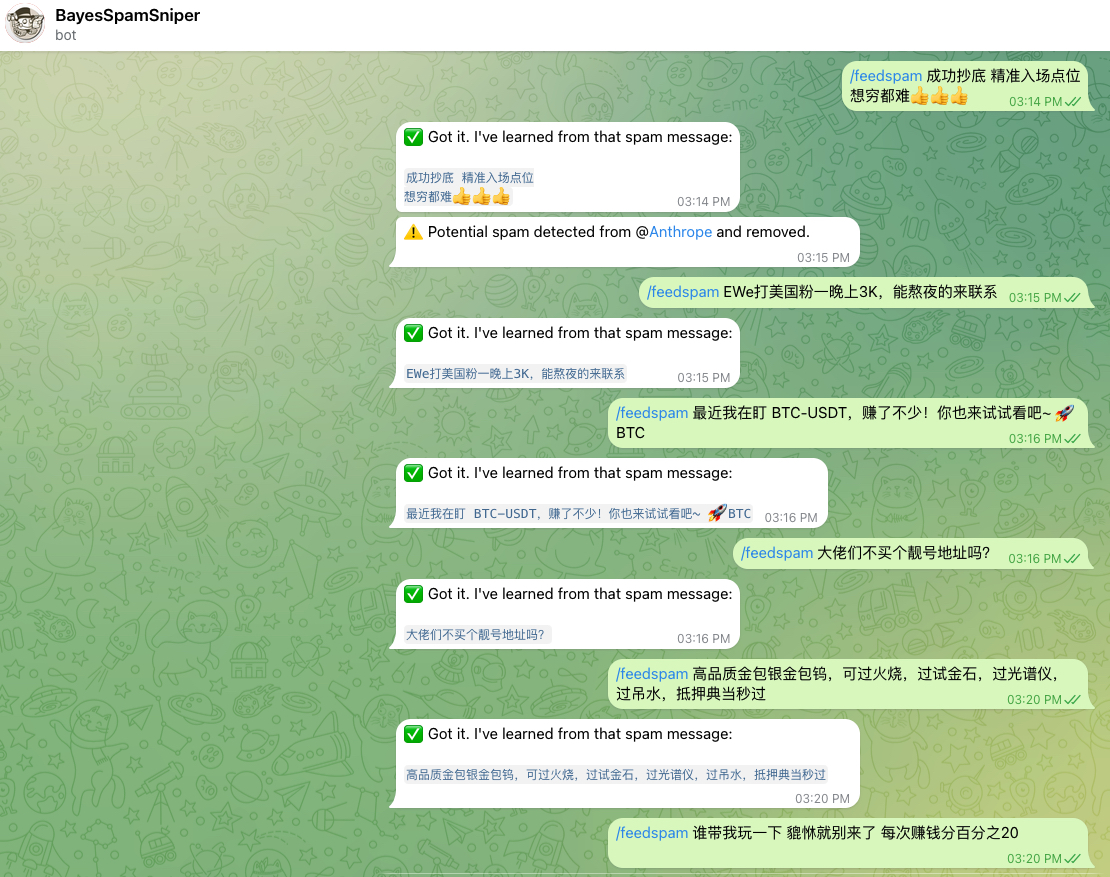 BayesSpamSniper
bot
/feedspam 成功抄底 精准入场点位
想穷都难👍👍👍
03:14 PM
✅ Got it. I've learned from that spam message:
成功抄底 精准入场点位
想穷都难👍👍👍
03:14 PM
⚠️ Potential spam detected from @Anthrope and removed.
03:15 PM
/feedspam EWe打美国粉一晚上3K，能熬夜的来联系
03:15 PM
✅ Got it. I've learned from that spam message:
EWe打美国粉一晚上3K，能熬夜的来联系
03:15 PM
/feedspam 最近我在盯 BTC-USDT，赚了不少！你也来试试看吧~ 🚀
BTC
03:16 PM
✅ Got it. I've learned from that spam message:
最近我在盯 BTC-USDT，赚了不少！你也来试试看吧~ 🚀BTC
03:16 PM
/feedspam 大佬们不买个靓号地址吗？
03:16 PM
✅ Got it. I've learned from that spam message:
大佬们不买个靓号地址吗？
03:16 PM
/feedspam 高品质金包银金包钨，可过火烧，过试金石，过光谱仪，
过吊水，抵押典当秒过
03:20 PM
✅ Got it. I've learned from that spam message:
高品质金包银金包钨，可过火烧，过试金石，过光谱仪，过吊水，抵押典当秒过
03:20 PM
/feedspam 谁带我玩一下 貔恘就别来了 每次赚钱分百分之20
03:20 PM